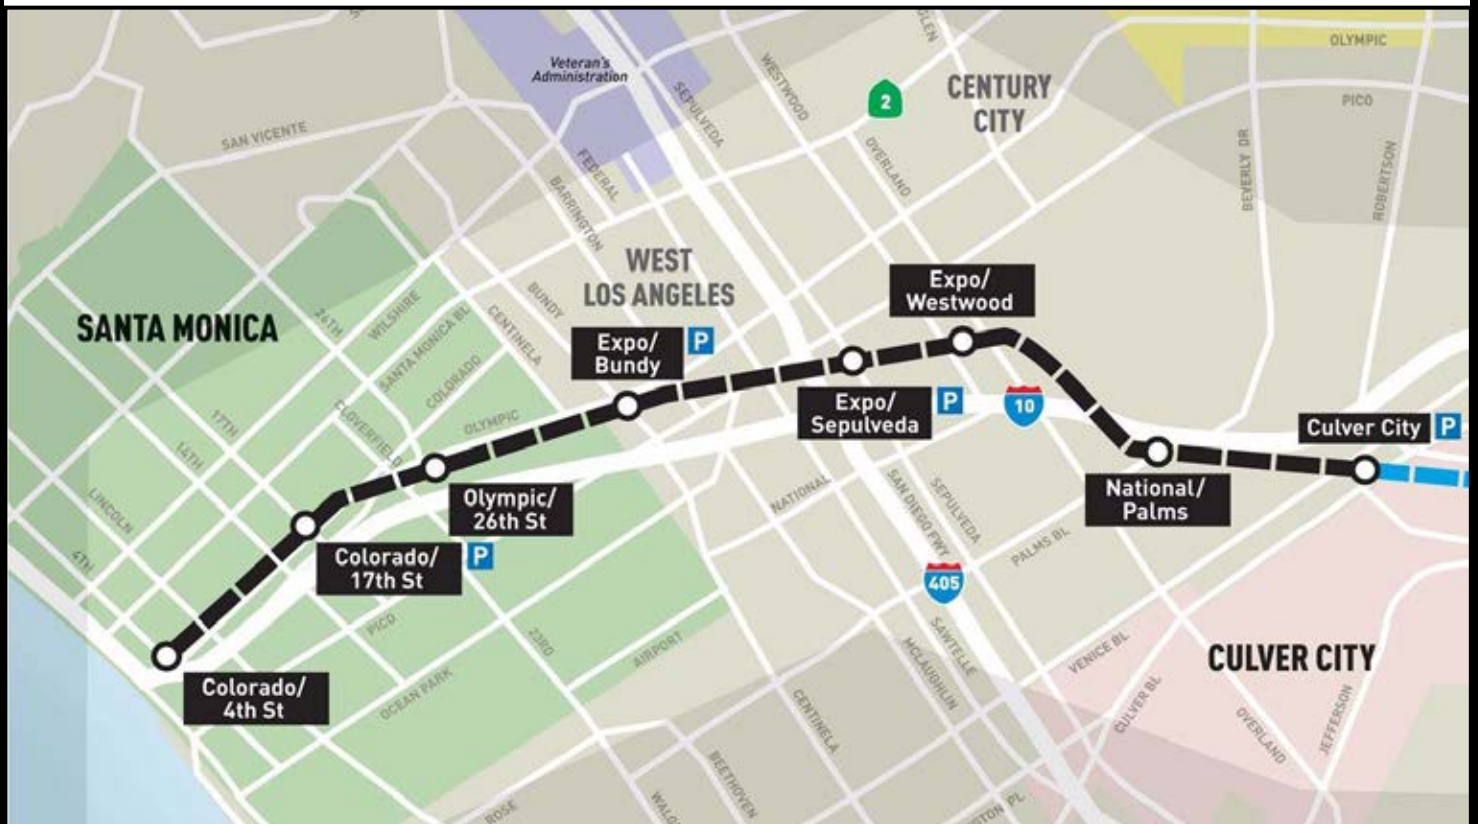 Veteran's
Administration
SAN VICENTE
SEPULVEDA
WESTWOOD
GLEN
2
CENTURY
CITY
OLYMPIC
PICO
BEVERLY DR
ROBERTSON
OVERLAND
FEDERAL
BARRINGTON
WEST
LOS ANGELES
BUNDY
CENTINELA
SANTA MONICA
26TH
WILSHIRE
SANTA MONICA BL
COLORADO
CLOVERFIELD
OLYMPIC
17TH
14TH
LINCOLN
4TH
Expo/
Bundy
P
Expo/
Westwood
Expo/
Sepulveda
P
10
Culver City
P
National/
Palms
Olympic/
26th St
Colorado/
17th St
P
Colorado/
4th St
NATIONAL
SAN DIEGO FWY
SEPULVEDA
PALMS BL
405
PICO
23RD
AIRPORT
OCEAN PARK
SAWTELLE
MCLAUGHLIN
VENICE BL
CULVER BL
CULVER CITY
OVERLAND
JEFFERSON
CENTINELA
BEETHOVEN
ROSE